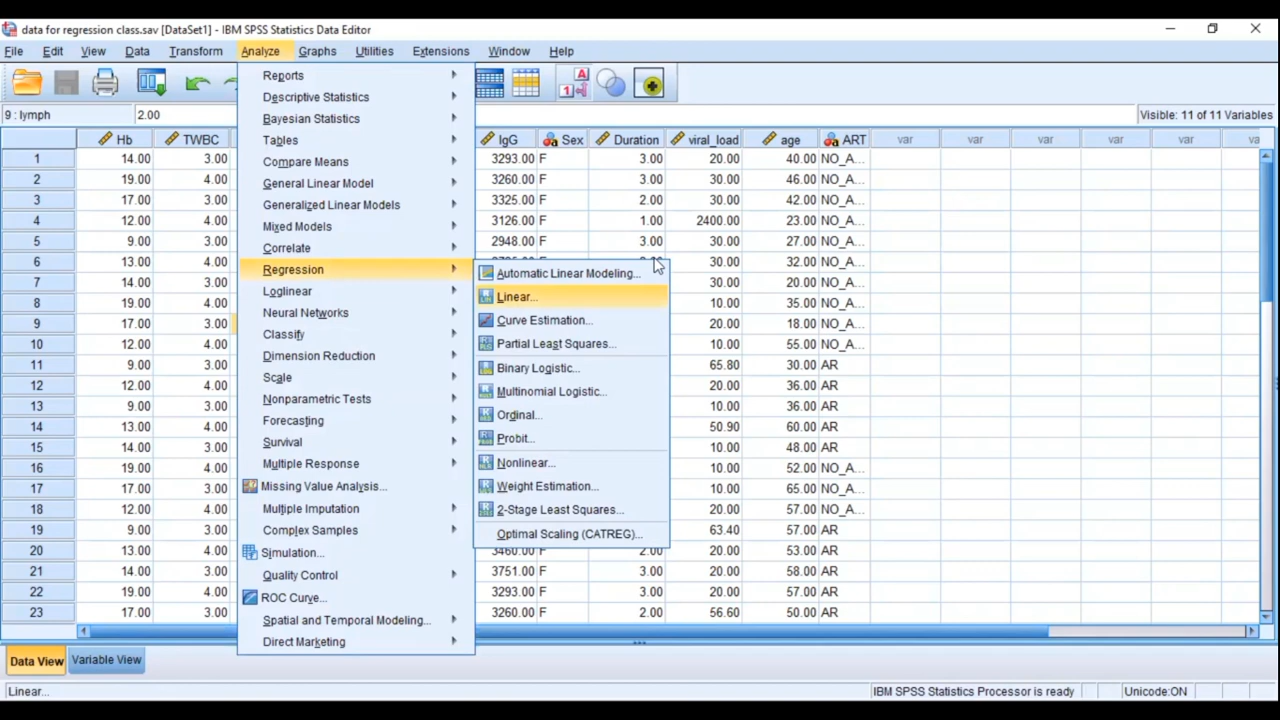 data for regression class.sav [DataSet1] - IBM SPSS Statistics Data Editor
File Edit View Data Transform Analyze Graphs Utilities Extensions Window Help
9 : lymph 2.00 Visible: 11 of 11 Variables
Hb TWBC IgG Sex Duration viral_load age ART var var var var var va
1 14.00 3.00 Reports 3293.00 F 3.00 20.00 40.00 NO_A...
2 19.00 4.00 Descriptive Statistics 3260.00 F 3.00 30.00 46.00 NO_A...
3 17.00 3.00 Bayesian Statistics 3325.00 F 2.00 30.00 42.00 NO_A...
4 12.00 4.00 Tables 3126.00 F 1.00 2400.00 23.00 NO_A...
5 9.00 3.00 Compare Means 2948.00 F 3.00 30.00 27.00 NO_A...
6 13.00 4.00 General Linear Model 30.00 32.00 NO_A...
7 14.00 3.00 Generalized Linear Models Automatic Linear Modeling... 30.00 20.00 NO_A...
8 19.00 4.00 Mixed Models Linear... 10.00 35.00 NO_A...
9 17.00 3.00 Correlate Curve Estimation... 20.00 18.00 NO_A...
10 12.00 4.00 Regression Partial Least Squares... 10.00 55.00 NO_A...
11 9.00 3.00 Loglinear Binary Logistic... 65.80 30.00 AR
12 12.00 4.00 Neural Networks Multinomial Logistic... 20.00 36.00 AR
13 9.00 3.00 Classify Ordinal... 10.00 36.00 AR
14 13.00 4.00 Dimension Reduction Probit... 50.90 60.00 AR
15 14.00 3.00 Scale Nonlinear... 10.00 48.00 AR
16 19.00 4.00 Nonparametric Tests Weight Estimation... 10.00 52.00 NO_A...
17 17.00 3.00 Forecasting 2-Stage Least Squares... 10.00 65.00 NO_A...
18 12.00 4.00 Survival Optimal Scaling (CATREG)... 20.00 57.00 NO_A...
19 9.00 3.00 Multiple Response 63.40 57.00 AR
20 13.00 4.00 Missing Value Analysis... 3460.00 F 2.00 20.00 53.00 AR
21 14.00 3.00 Multiple Imputation 3751.00 F 3.00 20.00 58.00 AR
22 19.00 4.00 Complex Samples 3293.00 F 3.00 20.00 57.00 AR
23 17.00 3.00 Simulation... 3260.00 F 2.00 56.60 50.00 AR
Quality Control
ROC Curve...
Spatial and Temporal Modeling...
Direct Marketing
Data View Variable View
Linear... IBM SPSS Statistics Processor is ready Unicode:ON